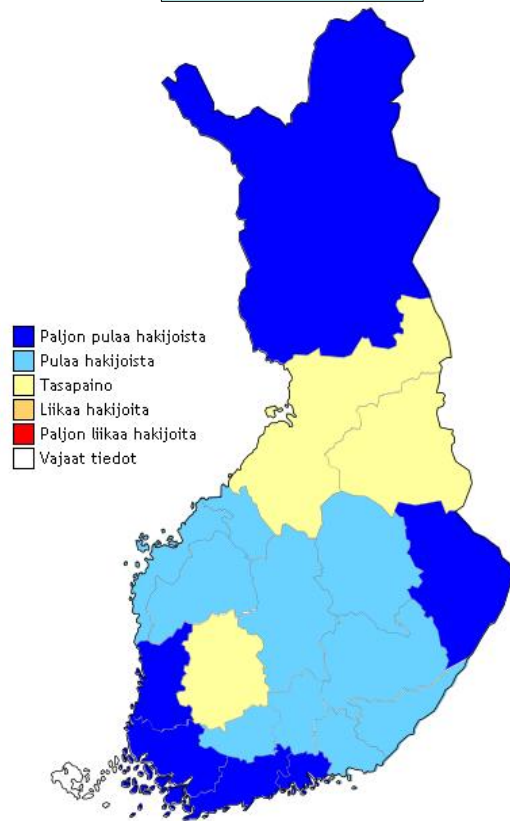 Paljon pulaa hakijoista
Pulaa hakijoista
Tasapaino
Liikaa hakijoita
Paljon liikaa hakijoita
Vajaat tiedot